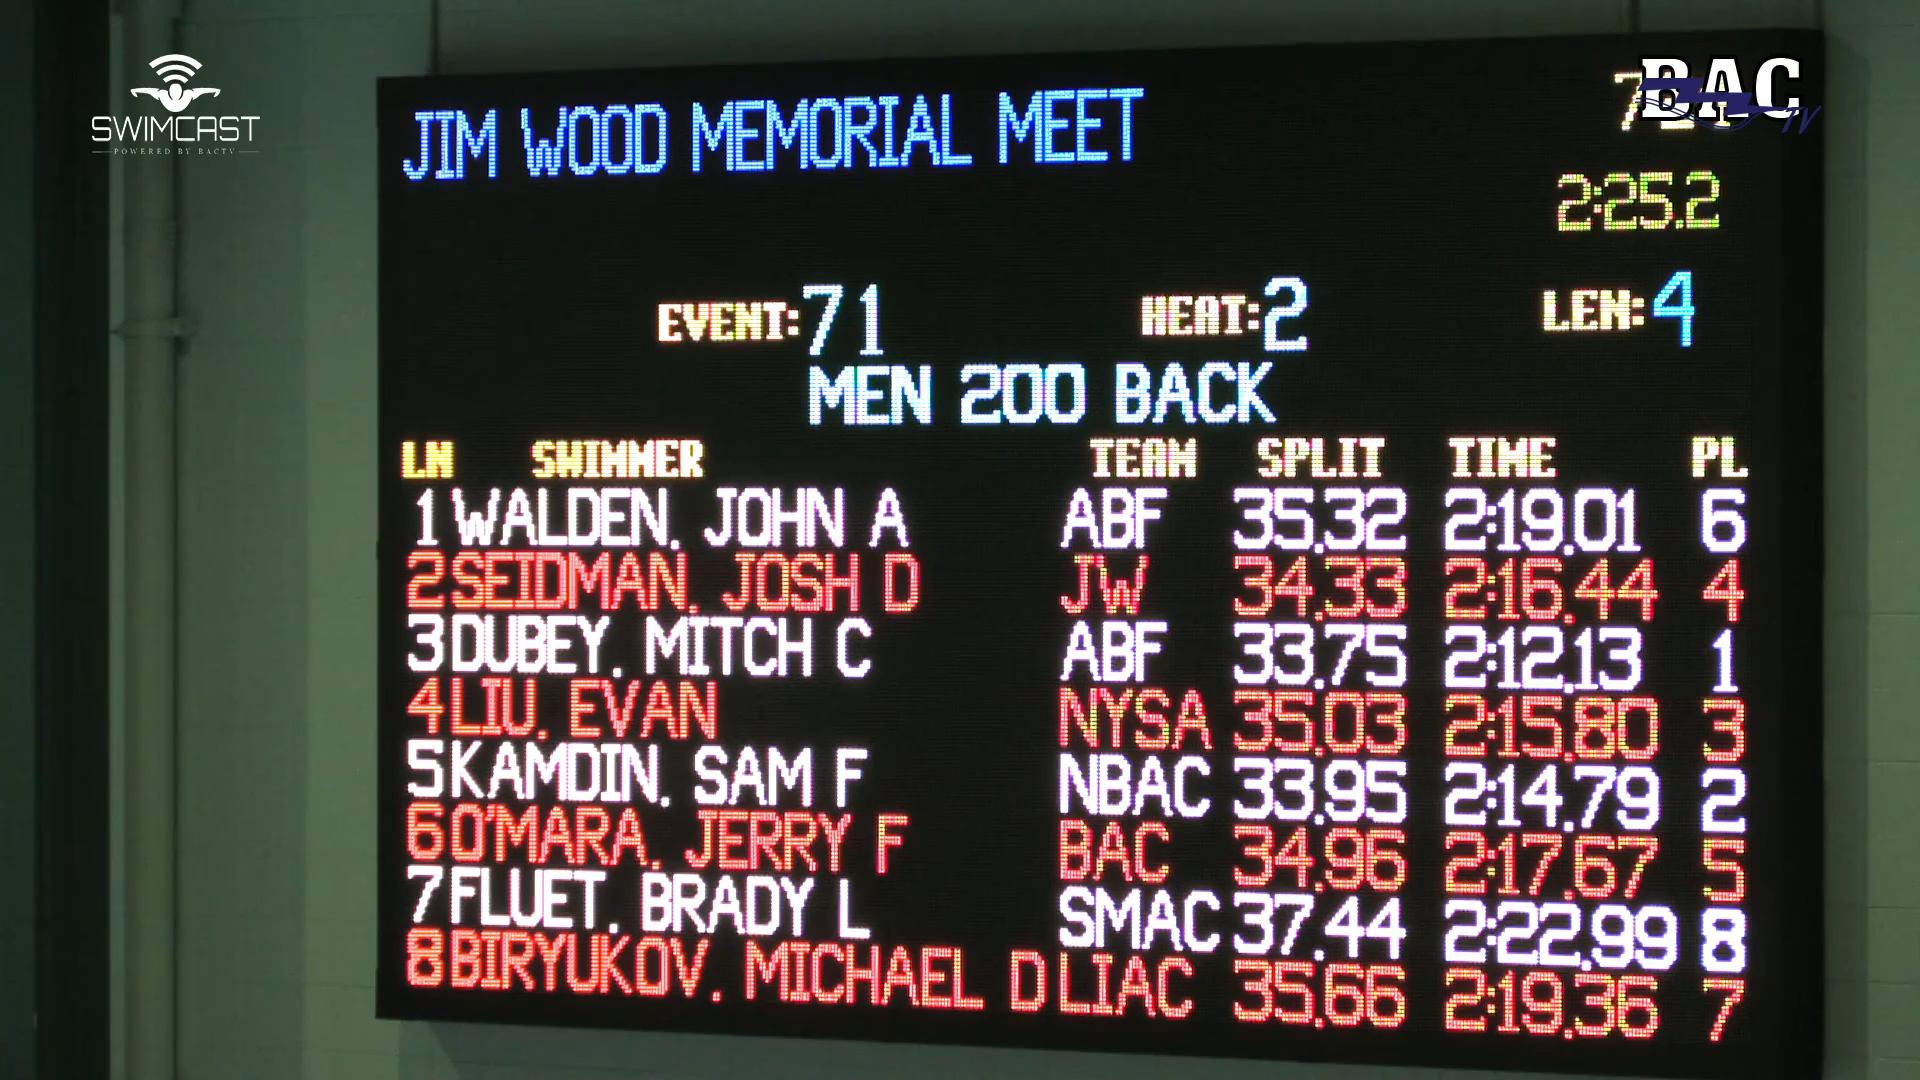 SWIMCAST
POWERED BY BACTV
BAC TV
JIM WOOD MEMORIAL MEET
2:25.2
EVENT:71 HEAT:2 LEN:4
MEN 200 BACK
LN SWIMMER TEAM SPLIT TIME PL
1 WALDEN, JOHN A ABF 35.32 2:19.01 6
2 SEIDMAN, JOSH D JW 34.33 2:16.44 4
3 DUBEY, MITCH C ABF 33.75 2:12.13 1
4 LIU, EVAN NYSA 35.03 2:15.80 3
5 KAMDIN, SAM F NBAC 33.95 2:14.79 2
6 O'MARA, JERRY F BAC 34.96 2:17.67 5
7 FLUET, BRADY L SMAC 37.44 2:22.99 8
8 BIRYUKOV, MICHAEL D LIAC 35.66 2:19.36 7